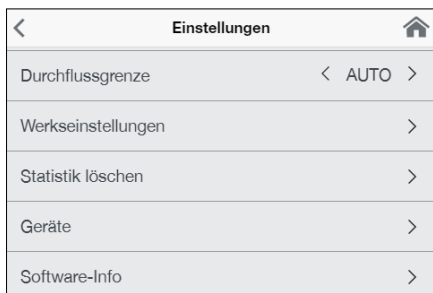 Einstellungen
Durchflussgrenze < AUTO >
Werkseinstellungen >
Statistik löschen >
Geräte >
Software-Info >